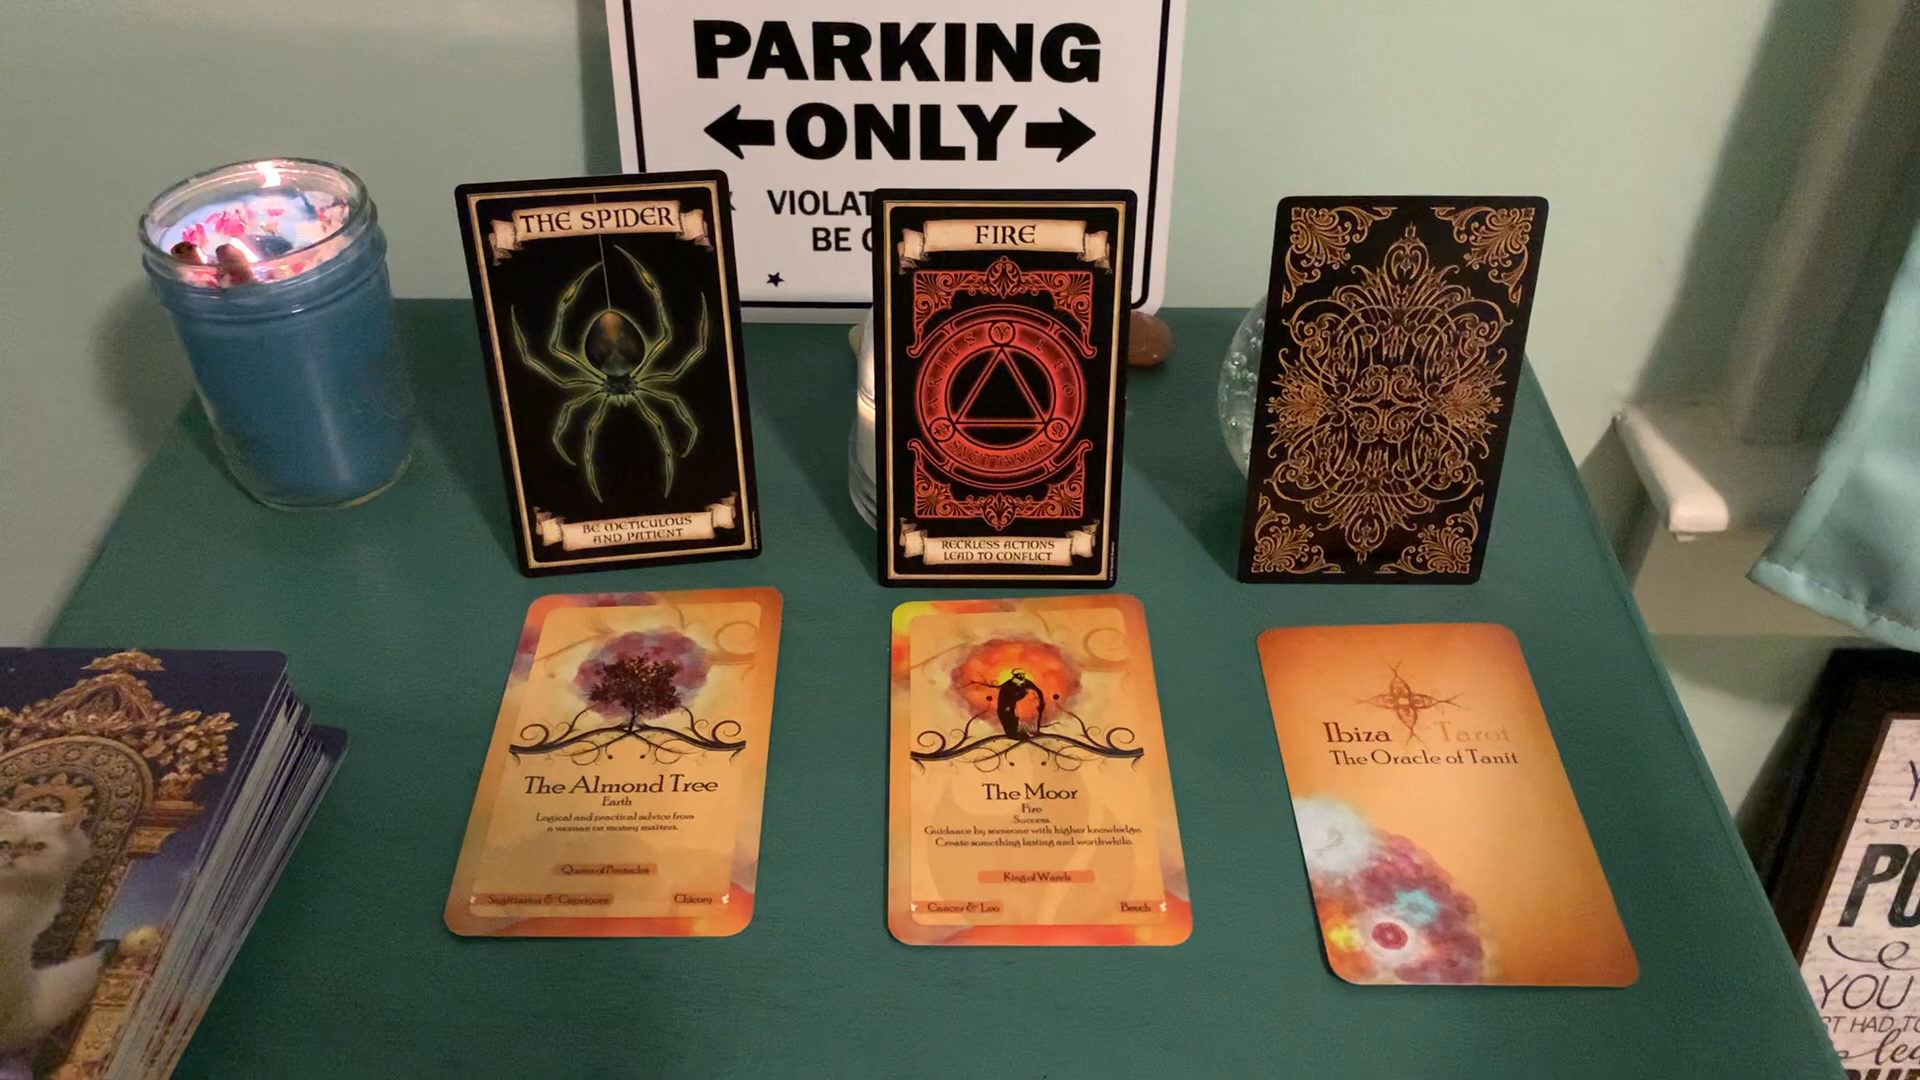 PARKING
←ONLY→
VIOLAT
BE
THE SPIDER
BE METICULOUS
AND PATIENT
FIRE
ARIES
LEO
SAGITTARIUS
RECKLESS ACTIONS
LEAD TO CONFLICT
The Almond Tree
Earth
Logical and practical advice from
a woman on money matters.
Queen of Pentacles
Sagittarius & Capricorn
Chicory
The Moor
Fire
Success
Guidance by someone with higher knowledge.
Create something lasting and worthwhile.
King of Wands
Cancer & Leo
Beech
Ibiza Tarot
The Oracle of Tanit
YOU